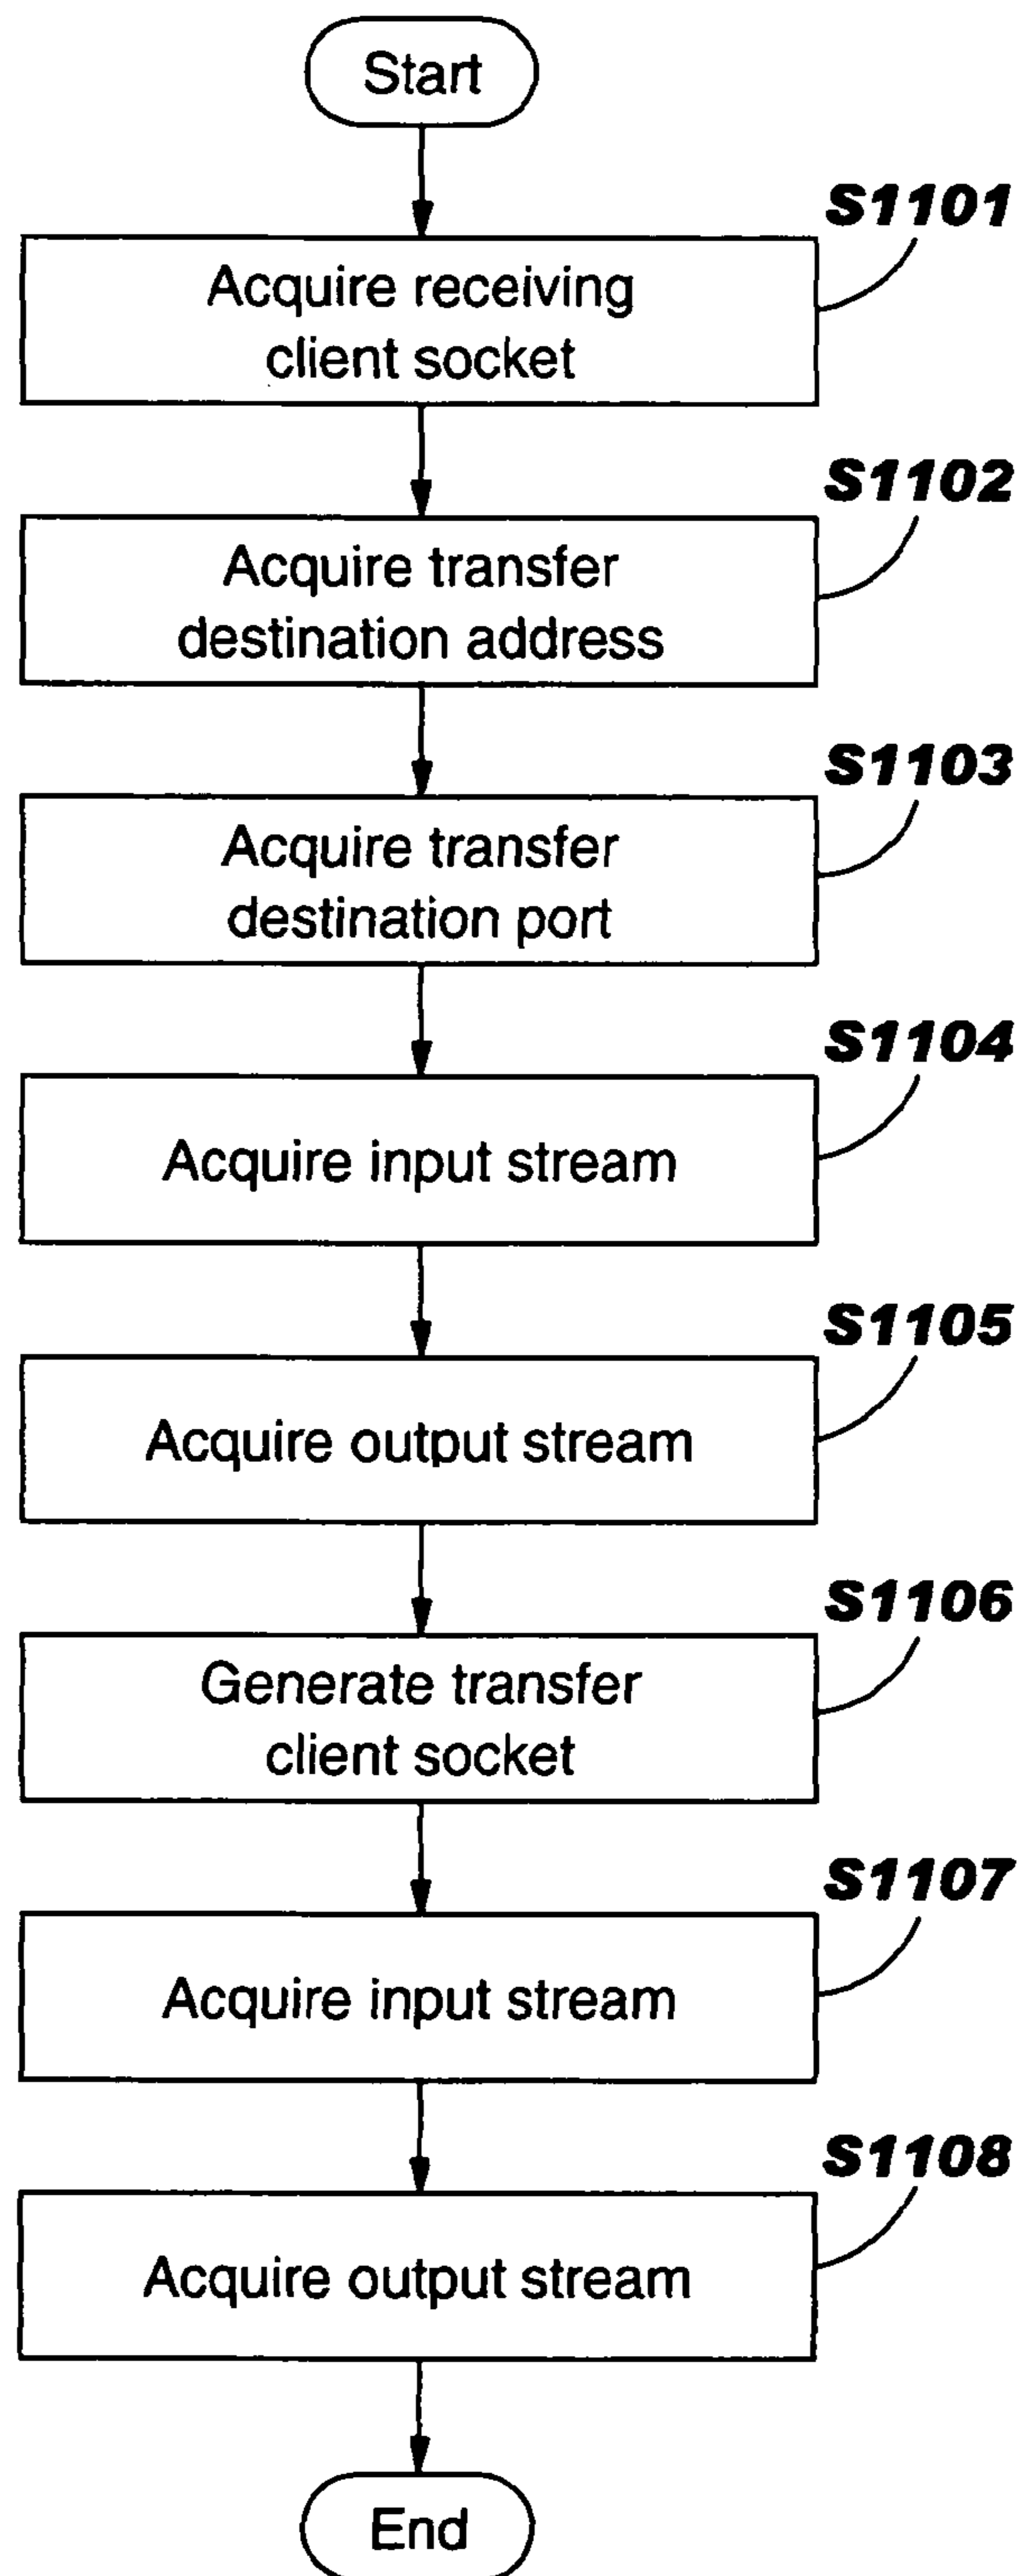 Start
S1101
Acquire receiving
client socket
S1102
Acquire transfer
destination address
S1103
Acquire transfer
destination port
S1104
Acquire input stream
S1105
Acquire output stream
S1106
Generate transfer
client socket
S1107
Acquire input stream
S1108
Acquire output stream
End